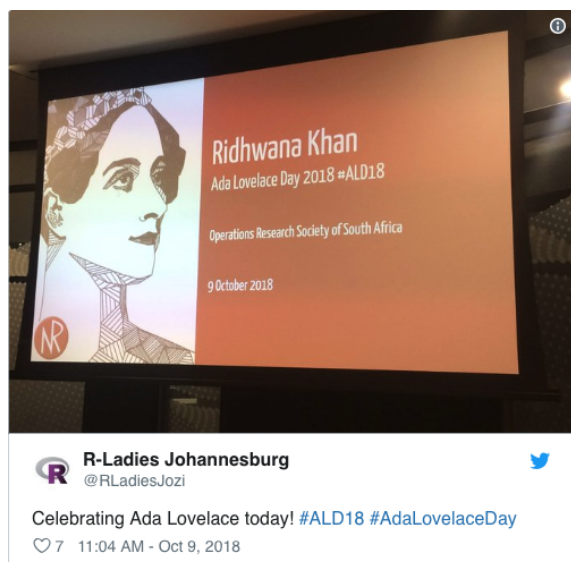 Ridhwana Khan
Ada Lovelace Day 2018 #ALD18
Operations Research Society of South Africa
9 October 2018
NR
R
R-Ladies Johannesburg
@RLadiesJozi
Celebrating Ada Lovelace today! #ALD18 #AdaLovelaceDay
7 11:04 AM - Oct 9, 2018